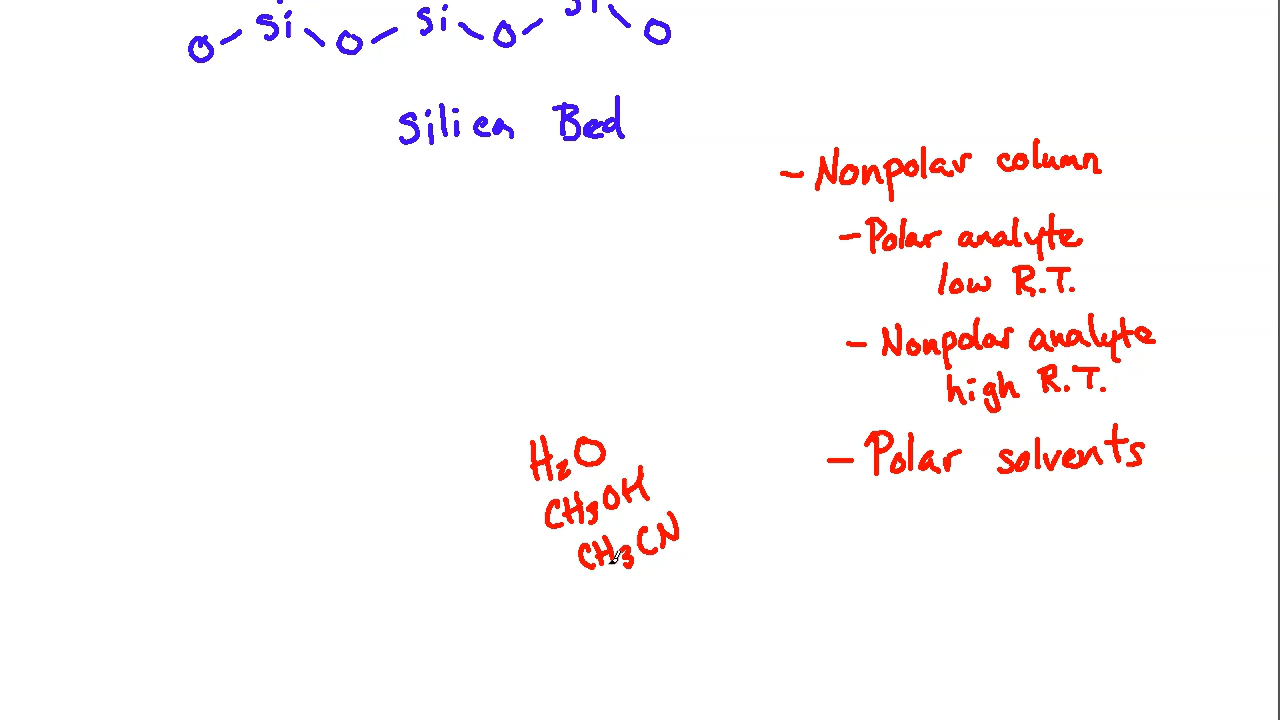 O - Si - O - Si - O - Si - O
Silica Bed
- Nonpolar column
- Polar analyte
low R.T.
- Nonpolar analyte
high R.T.
- Polar solvents
H₂O
CH₃OH
CH₃CN